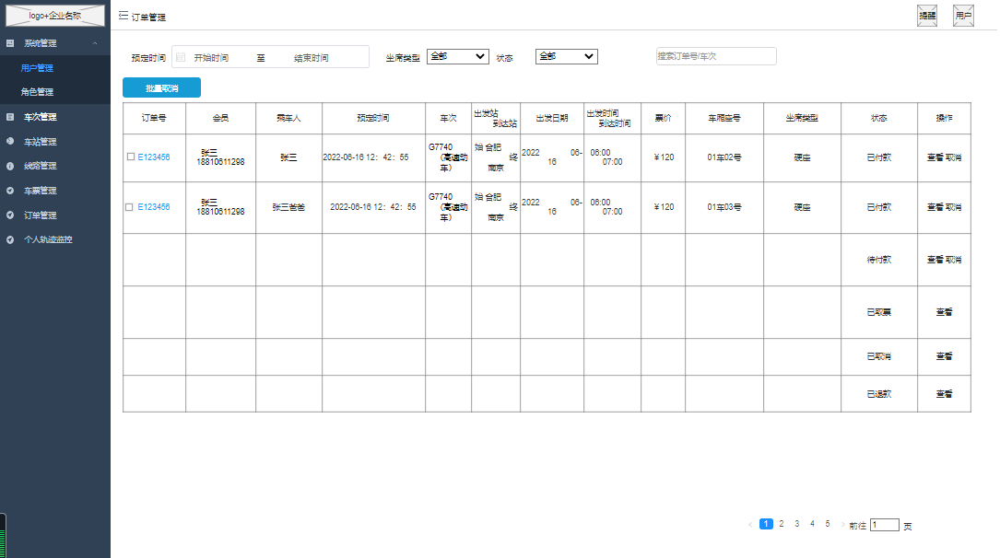 logo+企业名称
订单管理
提醒
用户
系统管理
用户管理
角色管理
车次管理
车站管理
线路管理
车票管理
订单管理
个人轨迹监控
预定时间 开始时间 至 结束时间 坐席类型 全部 状态 全部 搜索订单号/车次
批量取消
订单号 会员 乘车人 预定时间 车次 出发站 到达站 出发日期 出发时间 到达时间 票价 车厢座号 坐席类型 状态 操作
E123456 张三 18810611298 张三 2022-06-16 12：42：55 G7740 (高速动车) 始 合肥 终 南京 2022 06-16 06:00 07:00 ￥120 01车02号 硬座 已付款 查看 取消
E123456 张三 18810611298 张三爸爸 2022-06-16 12：42：55 G7740 (高速动车) 始 合肥 终 南京 2022 06-16 06:00 07:00 ￥120 01车03号 硬座 已付款 查看 取消
待付款 查看 取消
已取票 查看
已取消 查看
已退款 查看
< 1 2 3 4 5 > 前往 1 页